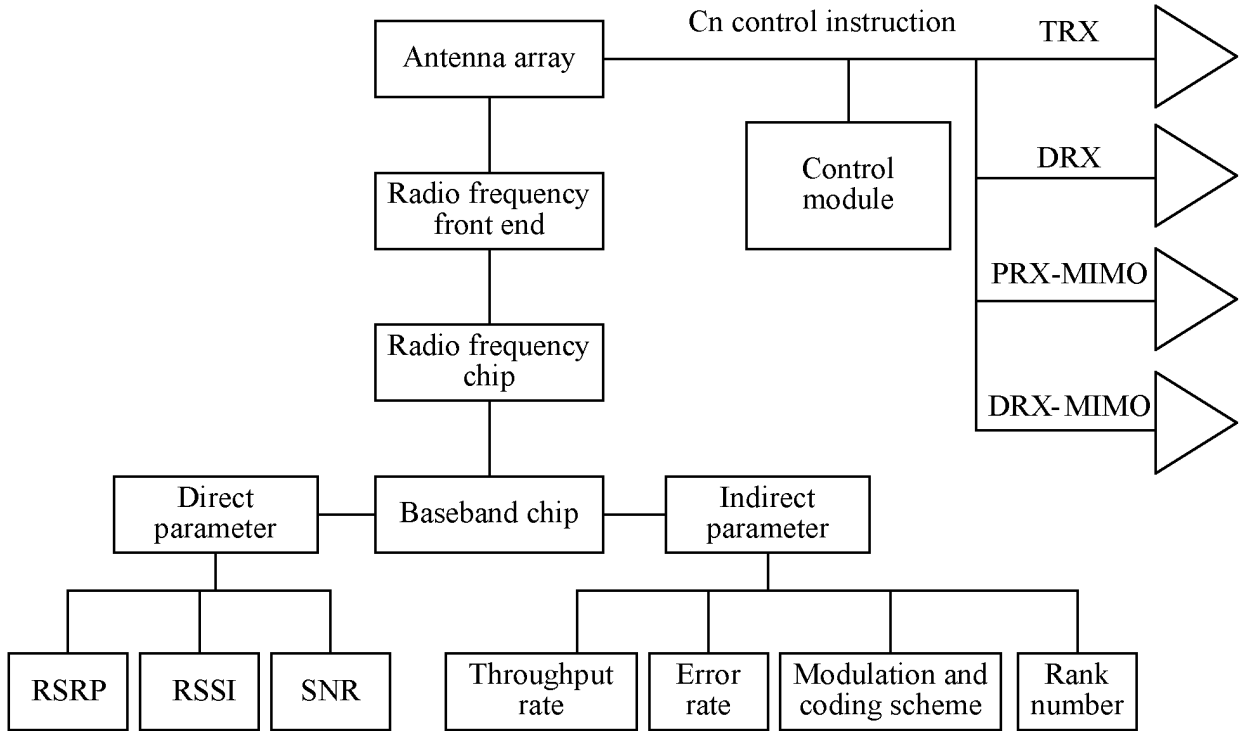 Cn control instruction
TRX
Antenna array
DRX
Control
module
Radio frequency
front end
PRX-MIMO
Radio frequency
chip
DRX-MIMO
Direct
parameter
Baseband chip
Indirect
parameter
RSRP
RSSI
SNR
Throughput
rate
Error
rate
Modulation and
coding scheme
Rank
number